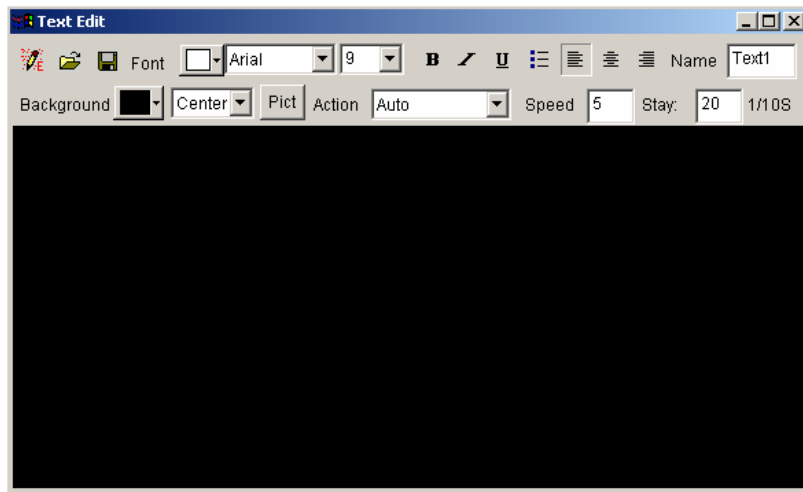 Text Edit
E Font Arial 9 B I U Name Text1
Background Center Pict Action Auto Speed 5 Stay: 20 1/10S